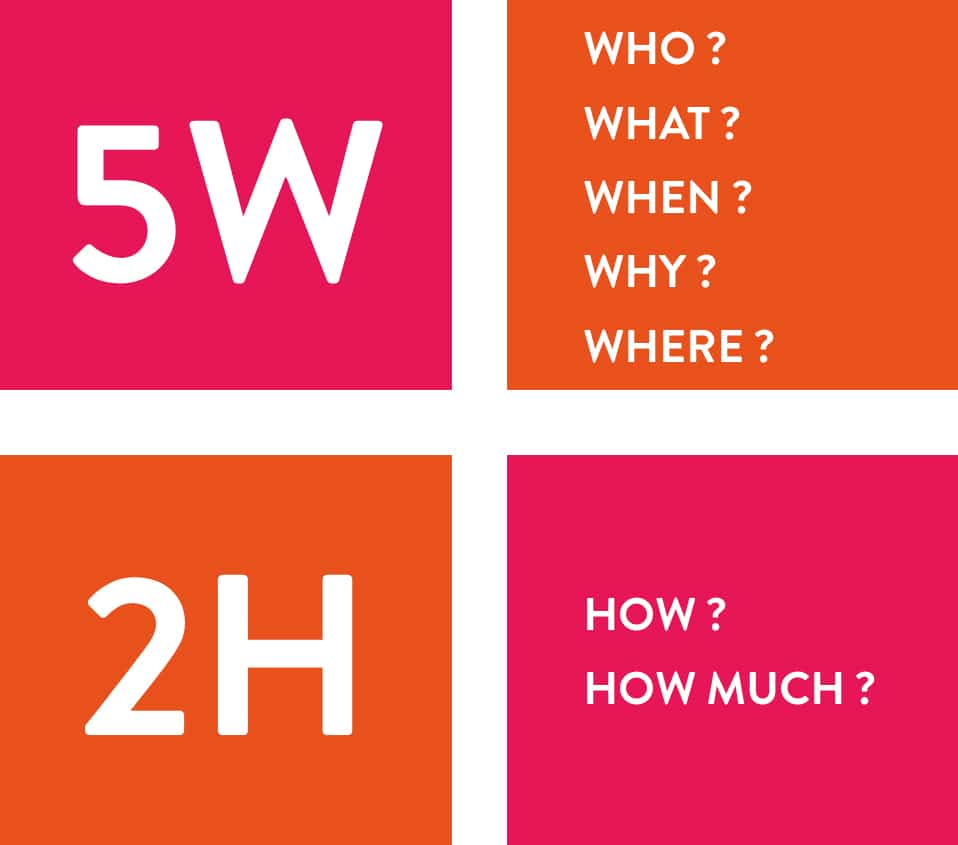 5W
WHO ?
WHAT ?
WHEN ?
WHY ?
WHERE ?
2H
HOW ?
HOW MUCH ?